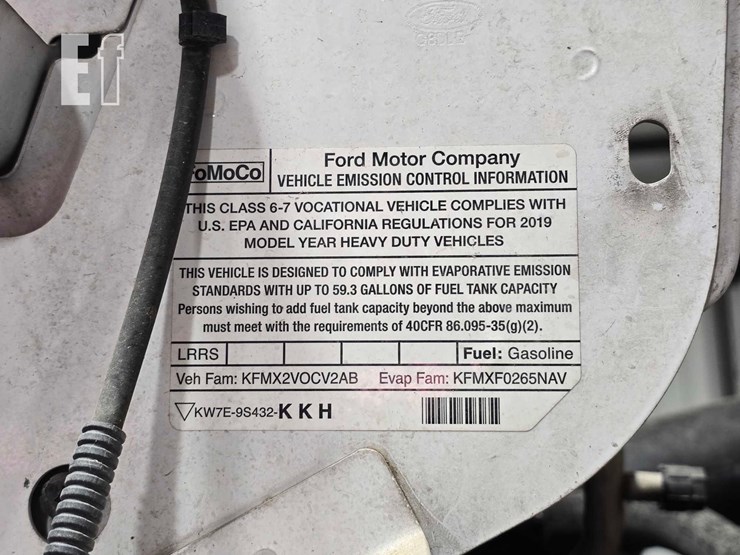 Ef
Ford
FoMoCo
Ford Motor Company
VEHICLE EMISSION CONTROL INFORMATION
THIS CLASS 6-7 VOCATIONAL VEHICLE COMPLIES WITH
U.S. EPA AND CALIFORNIA REGULATIONS FOR 2019
MODEL YEAR HEAVY DUTY VEHICLES
THIS VEHICLE IS DESIGNED TO COMPLY WITH EVAPORATIVE EMISSION
STANDARDS WITH UP TO 59.3 GALLONS OF FUEL TANK CAPACITY
Persons wishing to add fuel tank capacity beyond the above maximum
must meet with the requirements of 40CFR 86.095-35(g)(2).
LRRS Fuel: Gasoline
Veh Fam: KFMX2VOCV2AB Evap Fam: KFMXF0265NAV
KW7E-9S432-KKH